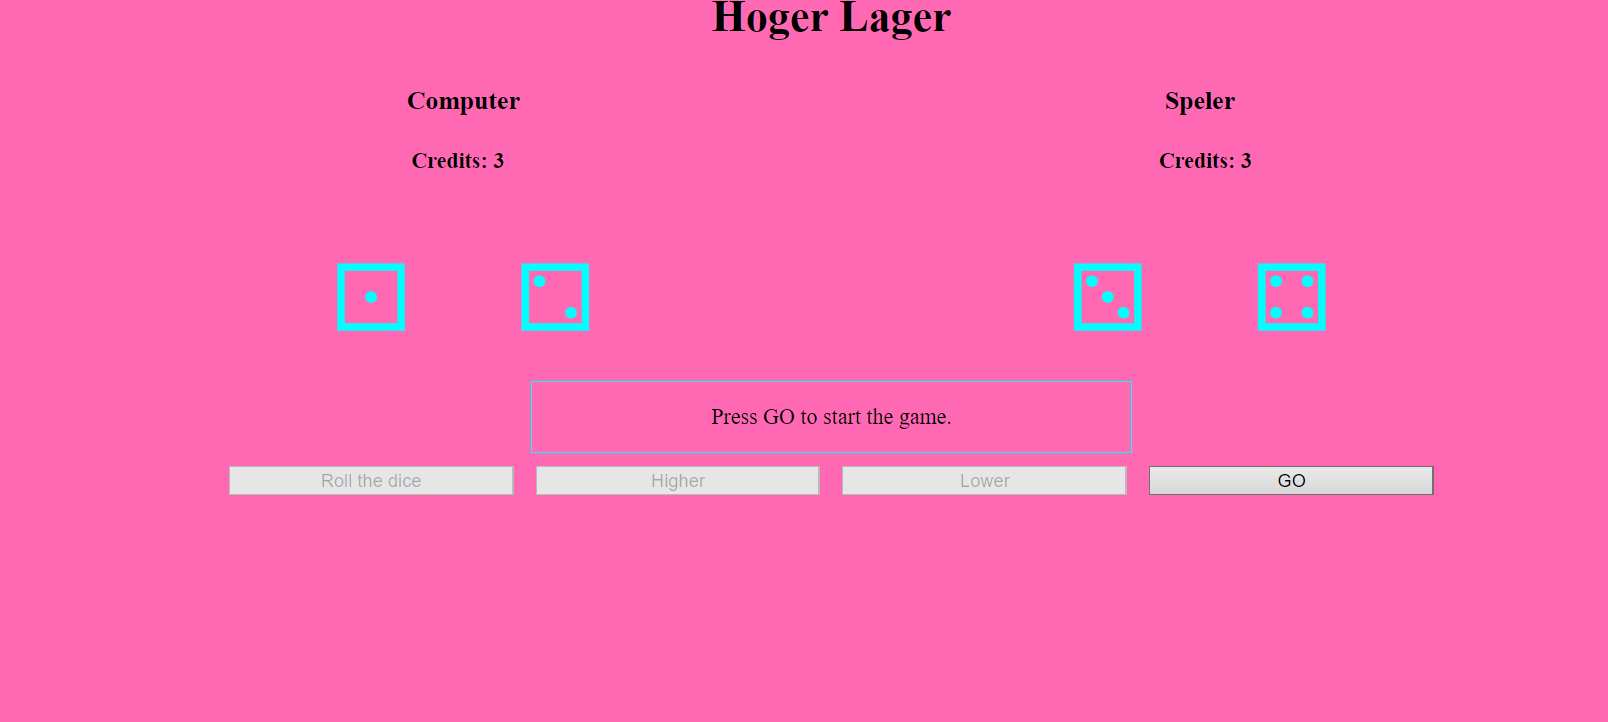 Hoger Lager
Computer
Speler
Credits: 3
Credits: 3
Press GO to start the game.
Roll the dice
Higher
Lower
GO